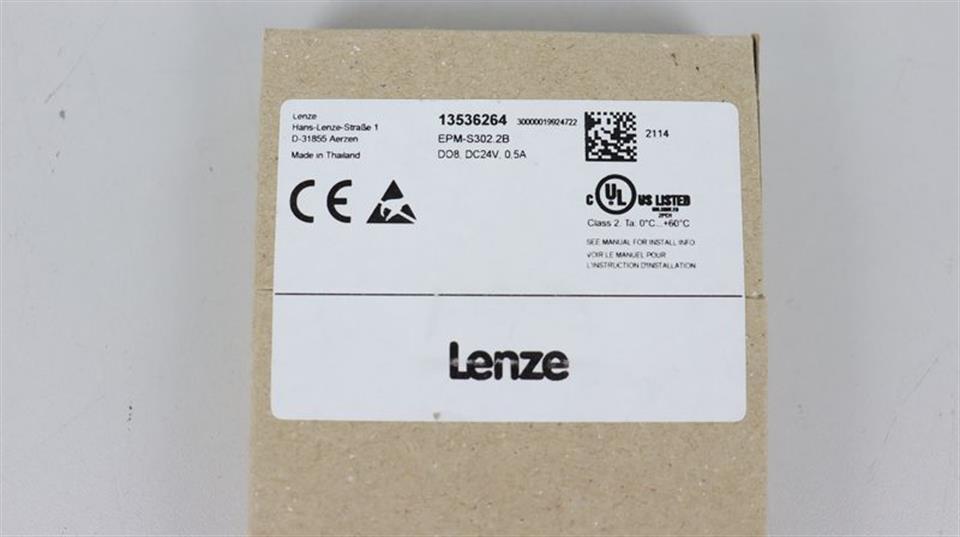 Lenze
Hans-Lenze-Straße 1
D-31855 Aerzen
Made in Thailand
13536264 30000019924722
EPM-S302.2B
DO8, DC24V, 0.5A
2114
CE
C UL US LISTED
Class 2. Ta: 0°C...+60°C
SEE MANUAL FOR INSTALL INFO
VOIR LE MANUEL POUR
L'INSTRUCTION D'INSTALLATION
Lenze